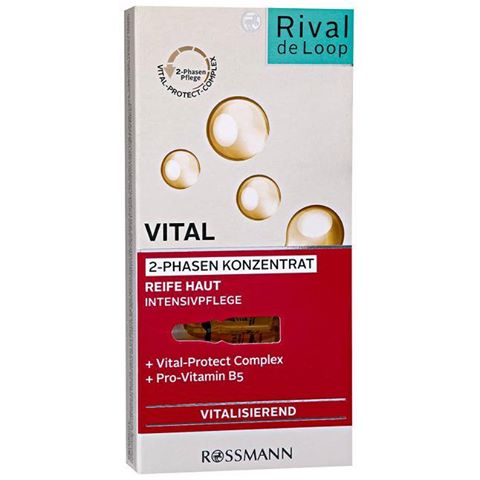 Rival
de Loop
2-Phasen
Pflege
VITAL-PROTECT-COMPLEX
VITAL
2-PHASEN KONZENTRAT
REIFE HAUT
INTENSIVPFLEGE
+ Vital-Protect Complex
+ Pro-Vitamin B5
VITALISIEREND
ROSSMANN